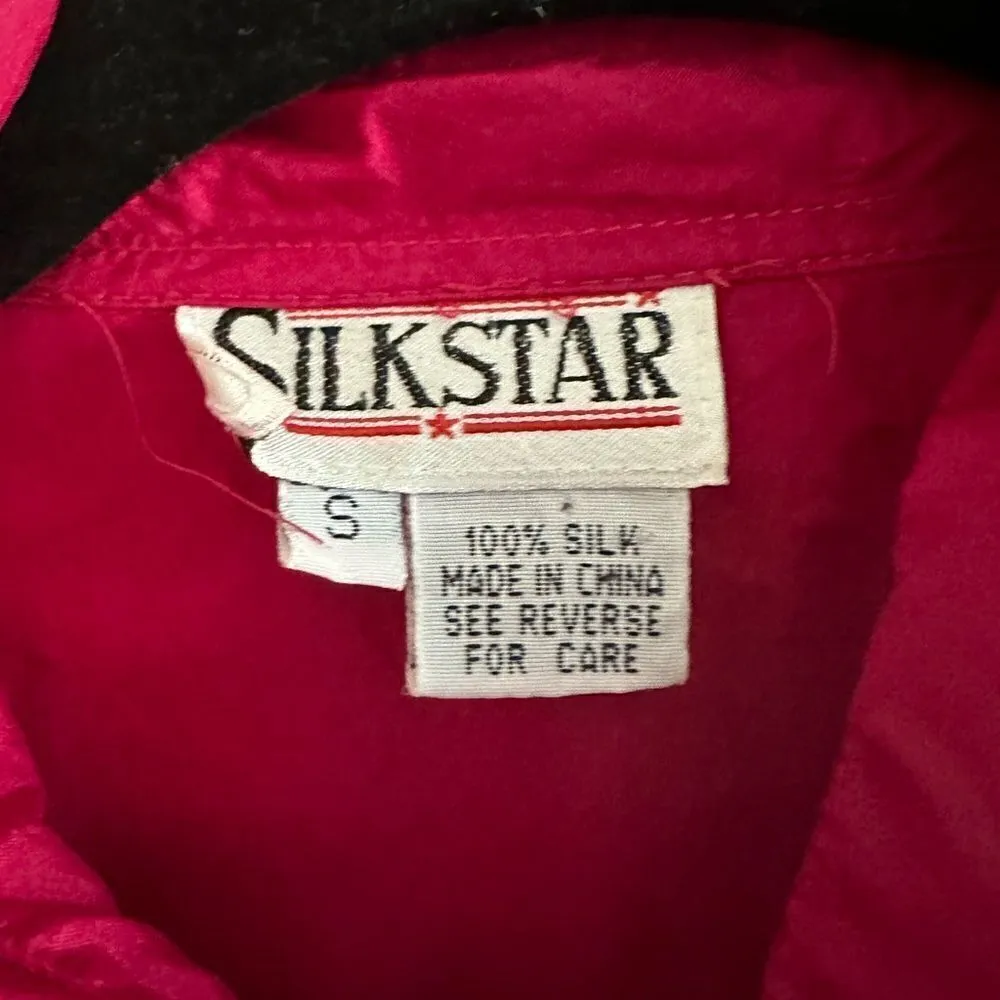 SILKSTAR
S
100% SILK
MADE IN CHINA
SEE REVERSE
FOR CARE